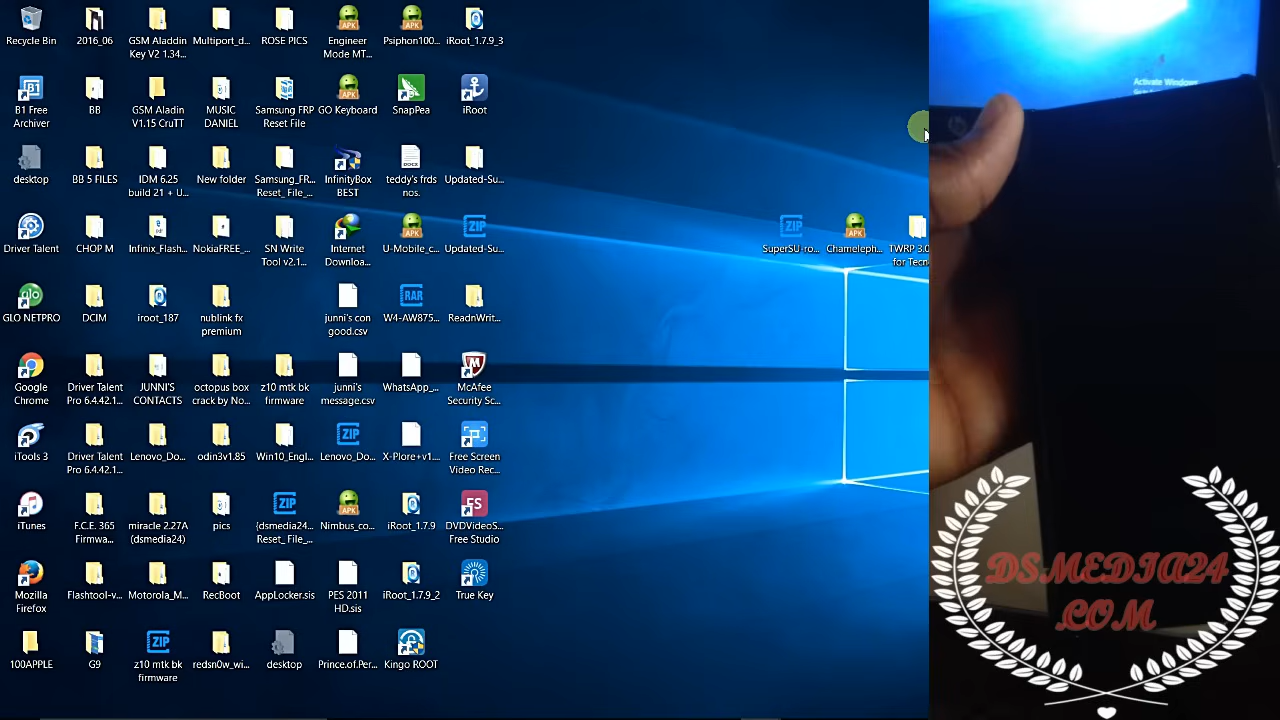 Recycle Bin
2016_06
GSM Aladdin
Key V2 1.34...
Multiport_d...
ROSE PICS
Engineer
Mode MT...
Psiphon100...
iRoot_1.7.9_3
B1 Free
Archiver
BB
GSM Aladin
V1.15 CruTT
MUSIC
DANIEL
Samsung FRP
Reset File
GO Keyboard
SnapPea
iRoot
desktop
BB 5 FILES
IDM 6.25
build 21 + U...
New folder
Samsung_FR...
Reset_ File_...
InfinityBox
BEST
teddy's frds
nos.
Updated-Su...
Driver Talent
CHOP M
Infinix_Flash...
NokiaFREE_...
SN Write
Tool v2.1...
Internet
Downloa...
U-Mobile_c...
Updated-Su...
SuperSU-ro...
Chameleph...
TWRP 3.0
for Tecn
GLO NETPRO
DCIM
iroot_187
nublink fx
premium
junni's con
good.csv
W4-AW875...
ReadnWrit...
Google
Chrome
Driver Talent
Pro 6.4.42.1...
JUNNI'S
CONTACTS
octopus box
crack by No...
z10 mtk bk
firmware
junni's
message.csv
WhatsApp_...
McAfee
Security Sc...
iTools 3
Driver Talent
Pro 6.4.42.1...
Lenovo_Do...
odin3v1.85
Win10_Engl...
Lenovo_Do...
X-Plore+v1....
Free Screen
Video Rec...
iTunes
F.C.E. 365
Firmwa...
miracle 2.27A
(dsmedia24)
pics
{dsmedia24...
Reset_ File_...
Nimbus_co...
iRoot_1.7.9
DVDVideoS...
Free Studio
Mozilla
Firefox
Flashtool-v...
Motorola_M...
RecBoot
AppLocker.sis
PES 2011
HD.sis
iRoot_1.7.9_2
True Key
100APPLE
G9
z10 mtk bk
firmware
redsn0w_wi...
desktop
Prince.of.Per...
Kingo ROOT
Activate Windows
DSMEDIA24
.COM